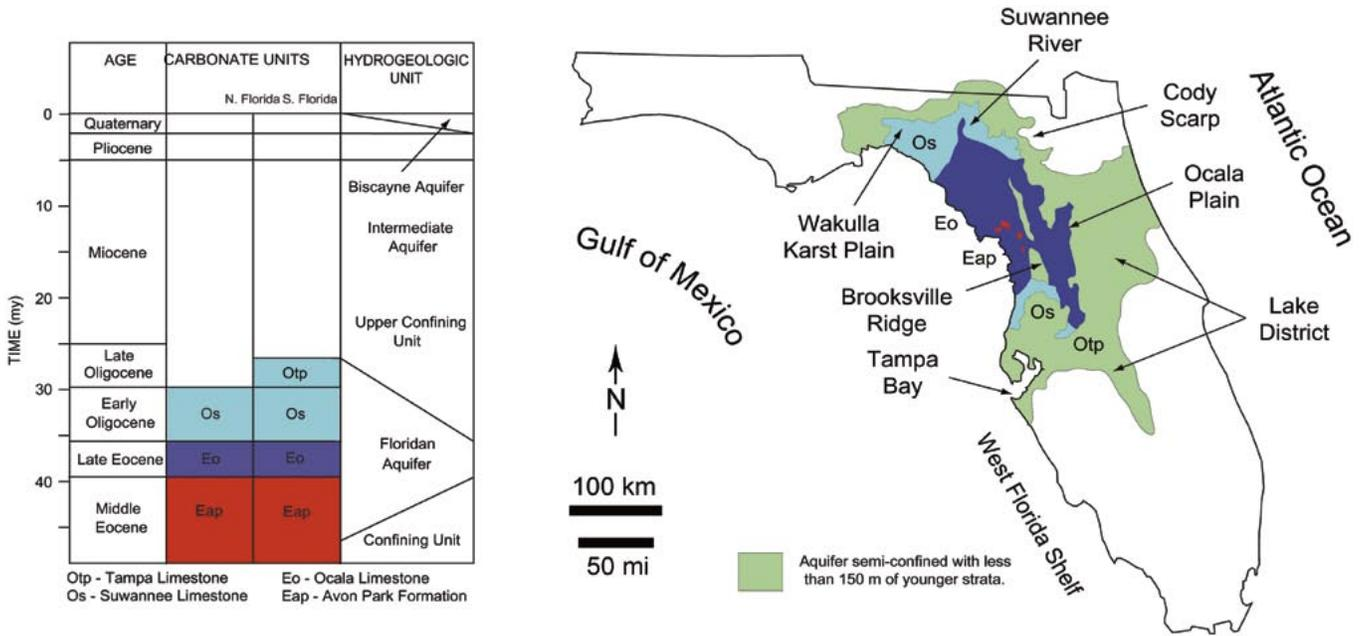 AGE
CARBONATE UNITS
HYDROGEOLOGIC
UNIT
N. Florida S. Florida
0
Quaternary
Pliocene
Biscayne Aquifer
10
Intermediate
Aquifer
Miocene
20
Upper Confining
Unit
TIME (my)
Late
Oligocene
Otp
30
Early
Oligocene
Os
Os
Floridan
Aquifer
Late Eocene
Eo
Eo
40
Middle
Eocene
Eap
Eap
Confining Unit
Otp - Tampa Limestone
Os - Suwannee Limestone
Eo - Ocala Limestone
Eap - Avon Park Formation
Suwannee
River
Cody
Scarp
Atlantic Ocean
Os
Ocala
Plain
Wakulla
Karst Plain
Eo
Eap
Gulf of Mexico
Brooksville
Ridge
Os
Lake
District
Otp
Tampa
Bay
N
West Florida Shelf
100 km
50 mi
Aquifer semi-confined with less
than 150 m of younger strata.